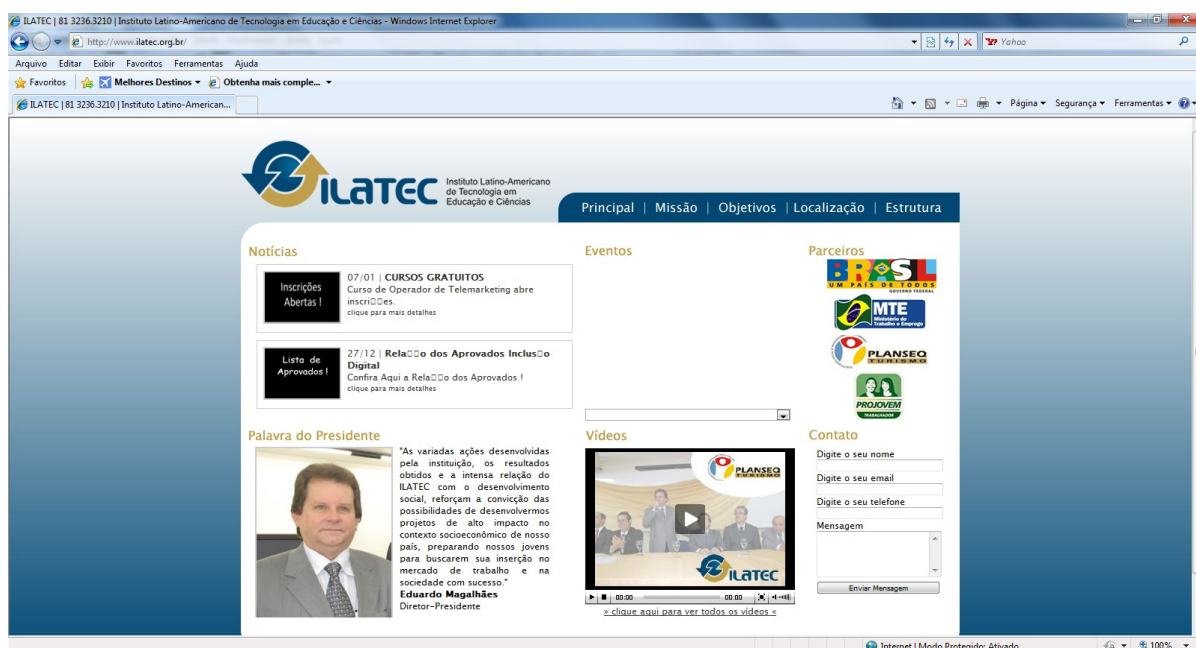 ILATEC | 81 3236.3210 | Instituto Latino-Americano de Tecnologia em Educação e Ciências - Windows Internet Explorer
http://www.ilatec.org.br/
Yahoo
Arquivo Editar Exibir Favoritos Ferramentas Ajuda
Favoritos Melhores Destinos Obtenha mais comple...
ILATEC | 81 3236.3210 | Instituto Latino-American...
Página Segurança Ferramentas
ILATEC
Instituto Latino-Americano
de Tecnologia em
Educação e Ciências
Principal | Missão | Objetivos | Localização | Estrutura
Notícias
Inscrições
Abertas !
07/01 | CURSOS GRATUITOS
Curso de Operador de Telemarketing abre
inscri□□es.
clique para mais detalhes
Lista de
Aprovados !
27/12 | Rela□□o dos Aprovados Inclus□o
Digital
Confira Aqui a Rela□□o dos Aprovados !
clique para mais detalhes
Eventos
Parceiros
BRASIL
UM PAÍS DE TODOS
GOVERNO FEDERAL
MTE
Ministério do
Trabalho e Emprego
PLANSEQ
TURISMO
PROJOVEM
TRABALHADOR
Palavra do Presidente
"As variadas ações desenvolvidas
pela instituição, os resultados
obtidos e a intensa relação do
ILATEC com o desenvolvimento
social, reforçam a convicção das
possibilidades de desenvolvermos
projetos de alto impacto no
contexto socioeconômico de nosso
país, preparando nossos jovens
para buscarem sua inserção no
mercado de trabalho e na
sociedade com sucesso."
Eduardo Magalhães
Diretor-Presidente
Vídeos
PLANSEQ
TURISMO
ILATEC
00:00 00:00
» clique aqui para ver todos os vídeos «
Contato
Digite o seu nome
Digite o seu email
Digite o seu telefone
Mensagem
Enviar Mensagem
Internet | Modo Protegido: Ativado
100%